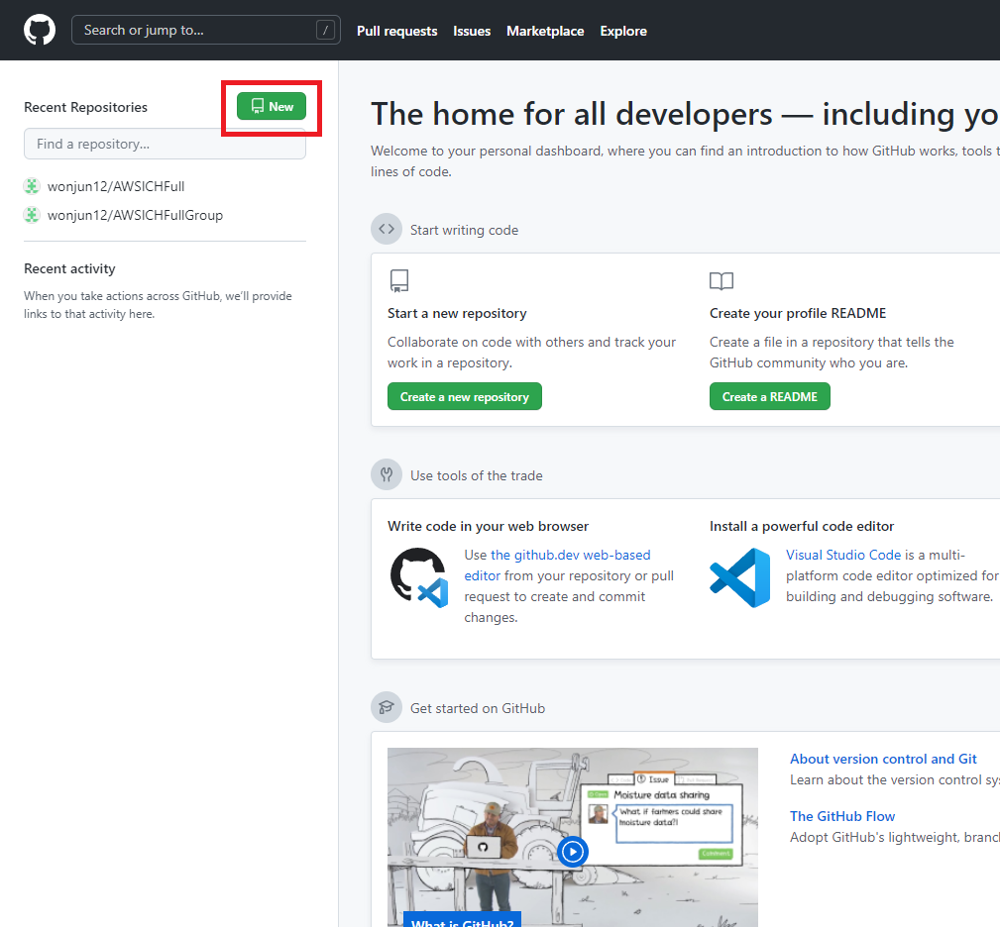 Search or jump to...
/
Pull requests
Issues
Marketplace
Explore
Recent Repositories
New
Find a repository...
wonjun12/AWSICHFull
wonjun12/AWSICHFullGroup
Recent activity
When you take actions across GitHub, we'll provide
links to that activity here.
The home for all developers — including yo
Welcome to your personal dashboard, where you can find an introduction to how GitHub works, tools t
lines of code.
Start writing code
Start a new repository
Collaborate on code with others and track your
work in a repository.
Create a new repository
Create your profile README
Create a file in a repository that tells the
GitHub community who you are.
Create a README
Use tools of the trade
Write code in your web browser
Use the github.dev web-based
editor from your repository or pull
request to create and commit
changes.
Install a powerful code editor
Visual Studio Code is a multi-
platform code editor optimized for
building and debugging software.
Get started on GitHub
Issue
Moisture data sharing
What if farmers could share
moisture data?!
Comment
What is GitHub?
About version control and Git
Learn about the version control sy
The GitHub Flow
Adopt GitHub's lightweight, branc